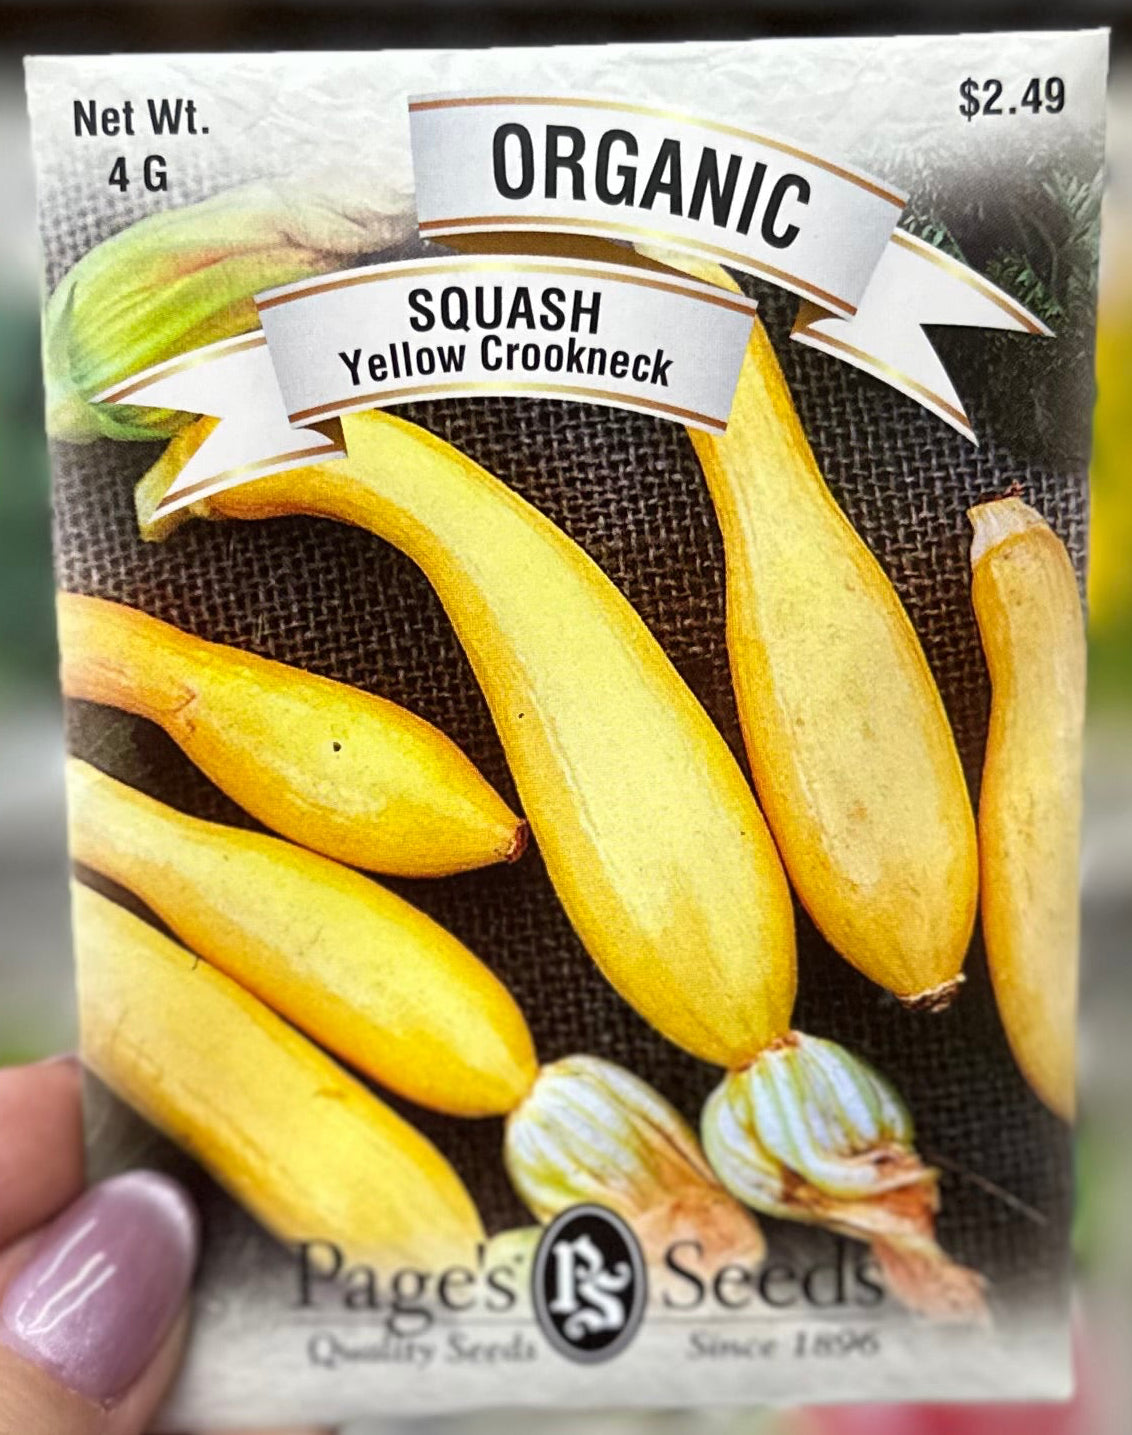 Net Wt.
4 G
$2.49
ORGANIC
SQUASH
Yellow Crookneck
Page's PS Seeds
Quality Seeds Since 1896